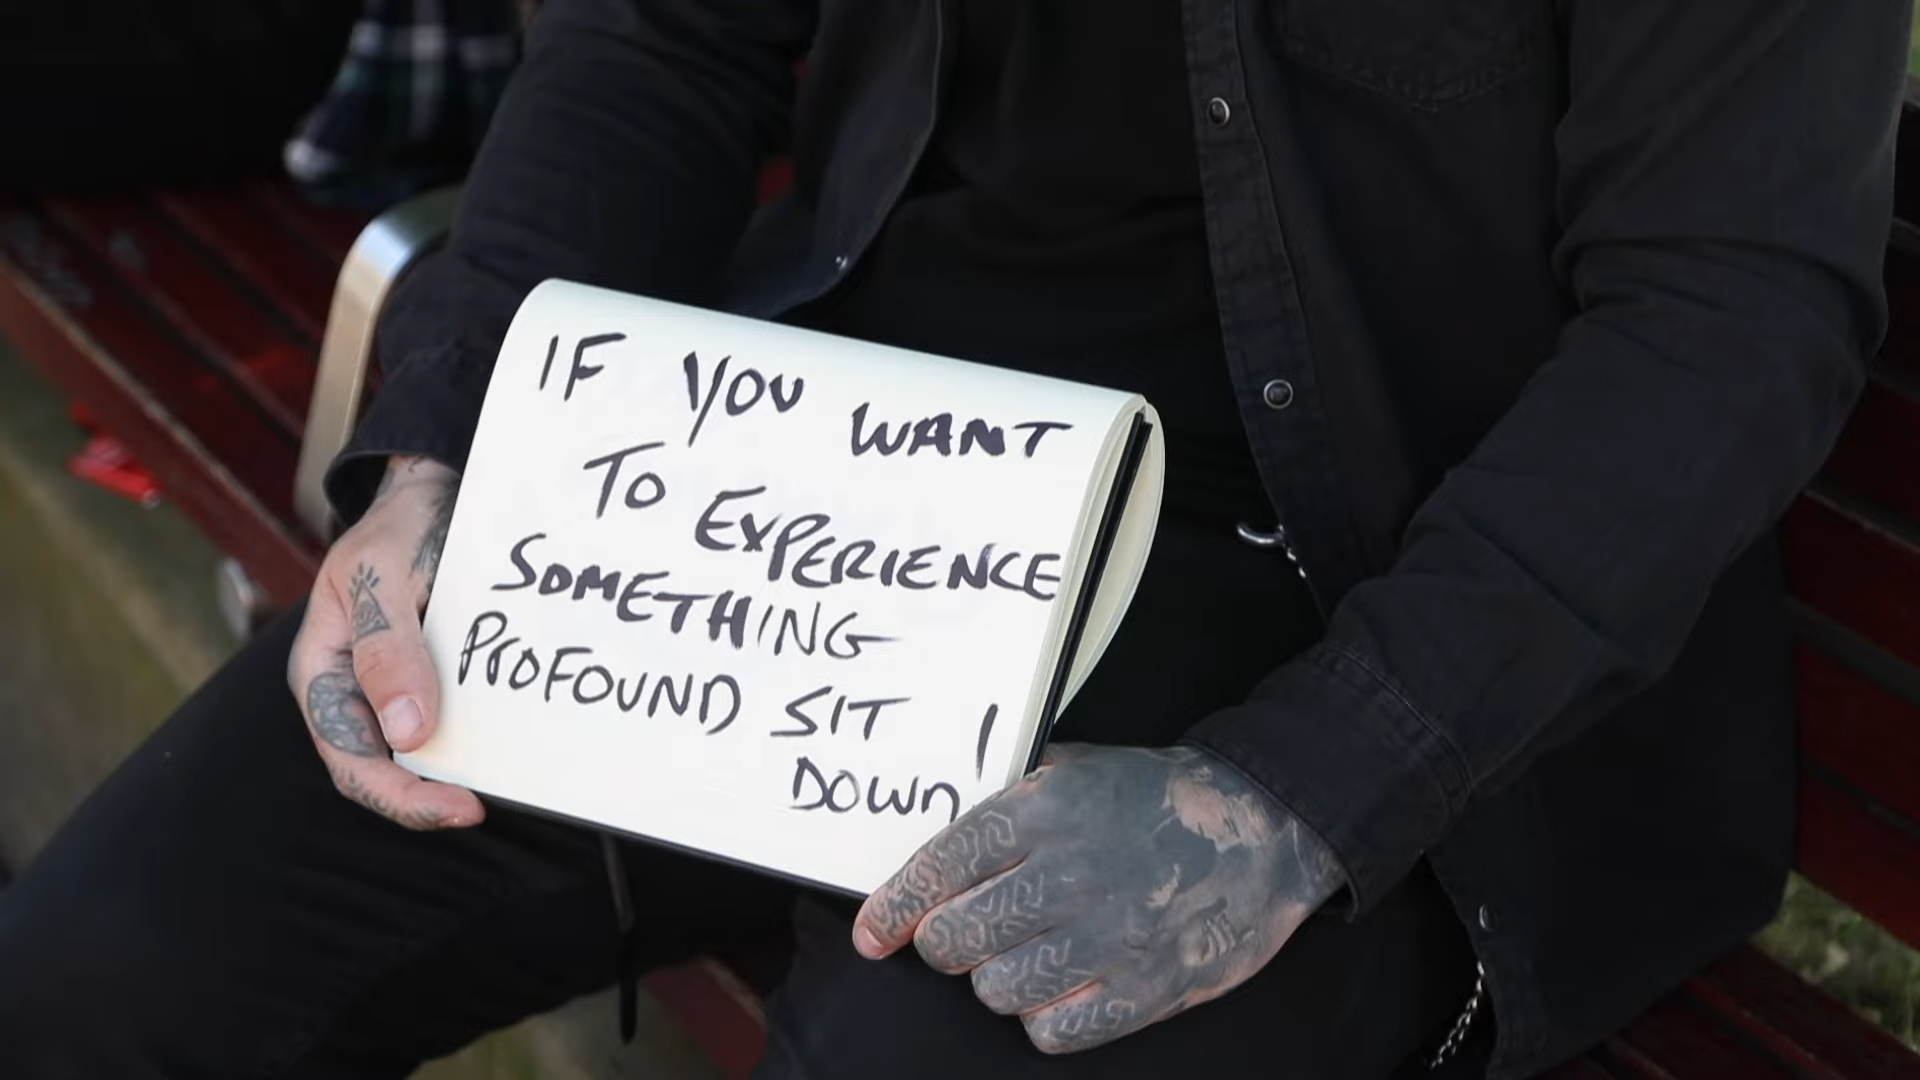 IF YOU WANT
TO EXPERIENCE
SOMETHING
PROFOUND SIT
DOWN!